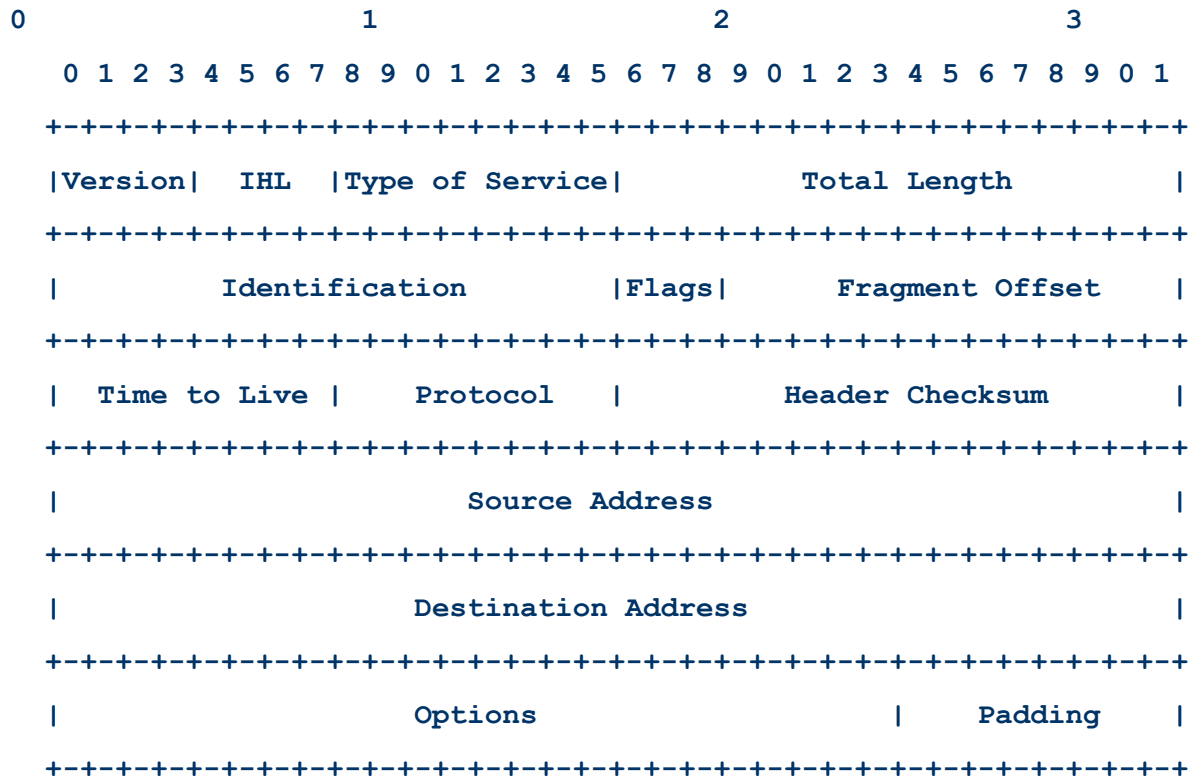 0                   1                   2                   3
 0 1 2 3 4 5 6 7 8 9 0 1 2 3 4 5 6 7 8 9 0 1 2 3 4 5 6 7 8 9 0 1
+-+-+-+-+-+-+-+-+-+-+-+-+-+-+-+-+-+-+-+-+-+-+-+-+-+-+-+-+-+-+-+-+
|Version|  IHL  |Type of Service|          Total Length         |
+-+-+-+-+-+-+-+-+-+-+-+-+-+-+-+-+-+-+-+-+-+-+-+-+-+-+-+-+-+-+-+-+
|         Identification        |Flags|      Fragment Offset    |
+-+-+-+-+-+-+-+-+-+-+-+-+-+-+-+-+-+-+-+-+-+-+-+-+-+-+-+-+-+-+-+-+
|  Time to Live |    Protocol   |         Header Checksum       |
+-+-+-+-+-+-+-+-+-+-+-+-+-+-+-+-+-+-+-+-+-+-+-+-+-+-+-+-+-+-+-+-+
|                       Source Address                          |
+-+-+-+-+-+-+-+-+-+-+-+-+-+-+-+-+-+-+-+-+-+-+-+-+-+-+-+-+-+-+-+-+
|                    Destination Address                        |
+-+-+-+-+-+-+-+-+-+-+-+-+-+-+-+-+-+-+-+-+-+-+-+-+-+-+-+-+-+-+-+-+
|                    Options                    |    Padding    |
+-+-+-+-+-+-+-+-+-+-+-+-+-+-+-+-+-+-+-+-+-+-+-+-+-+-+-+-+-+-+-+-+